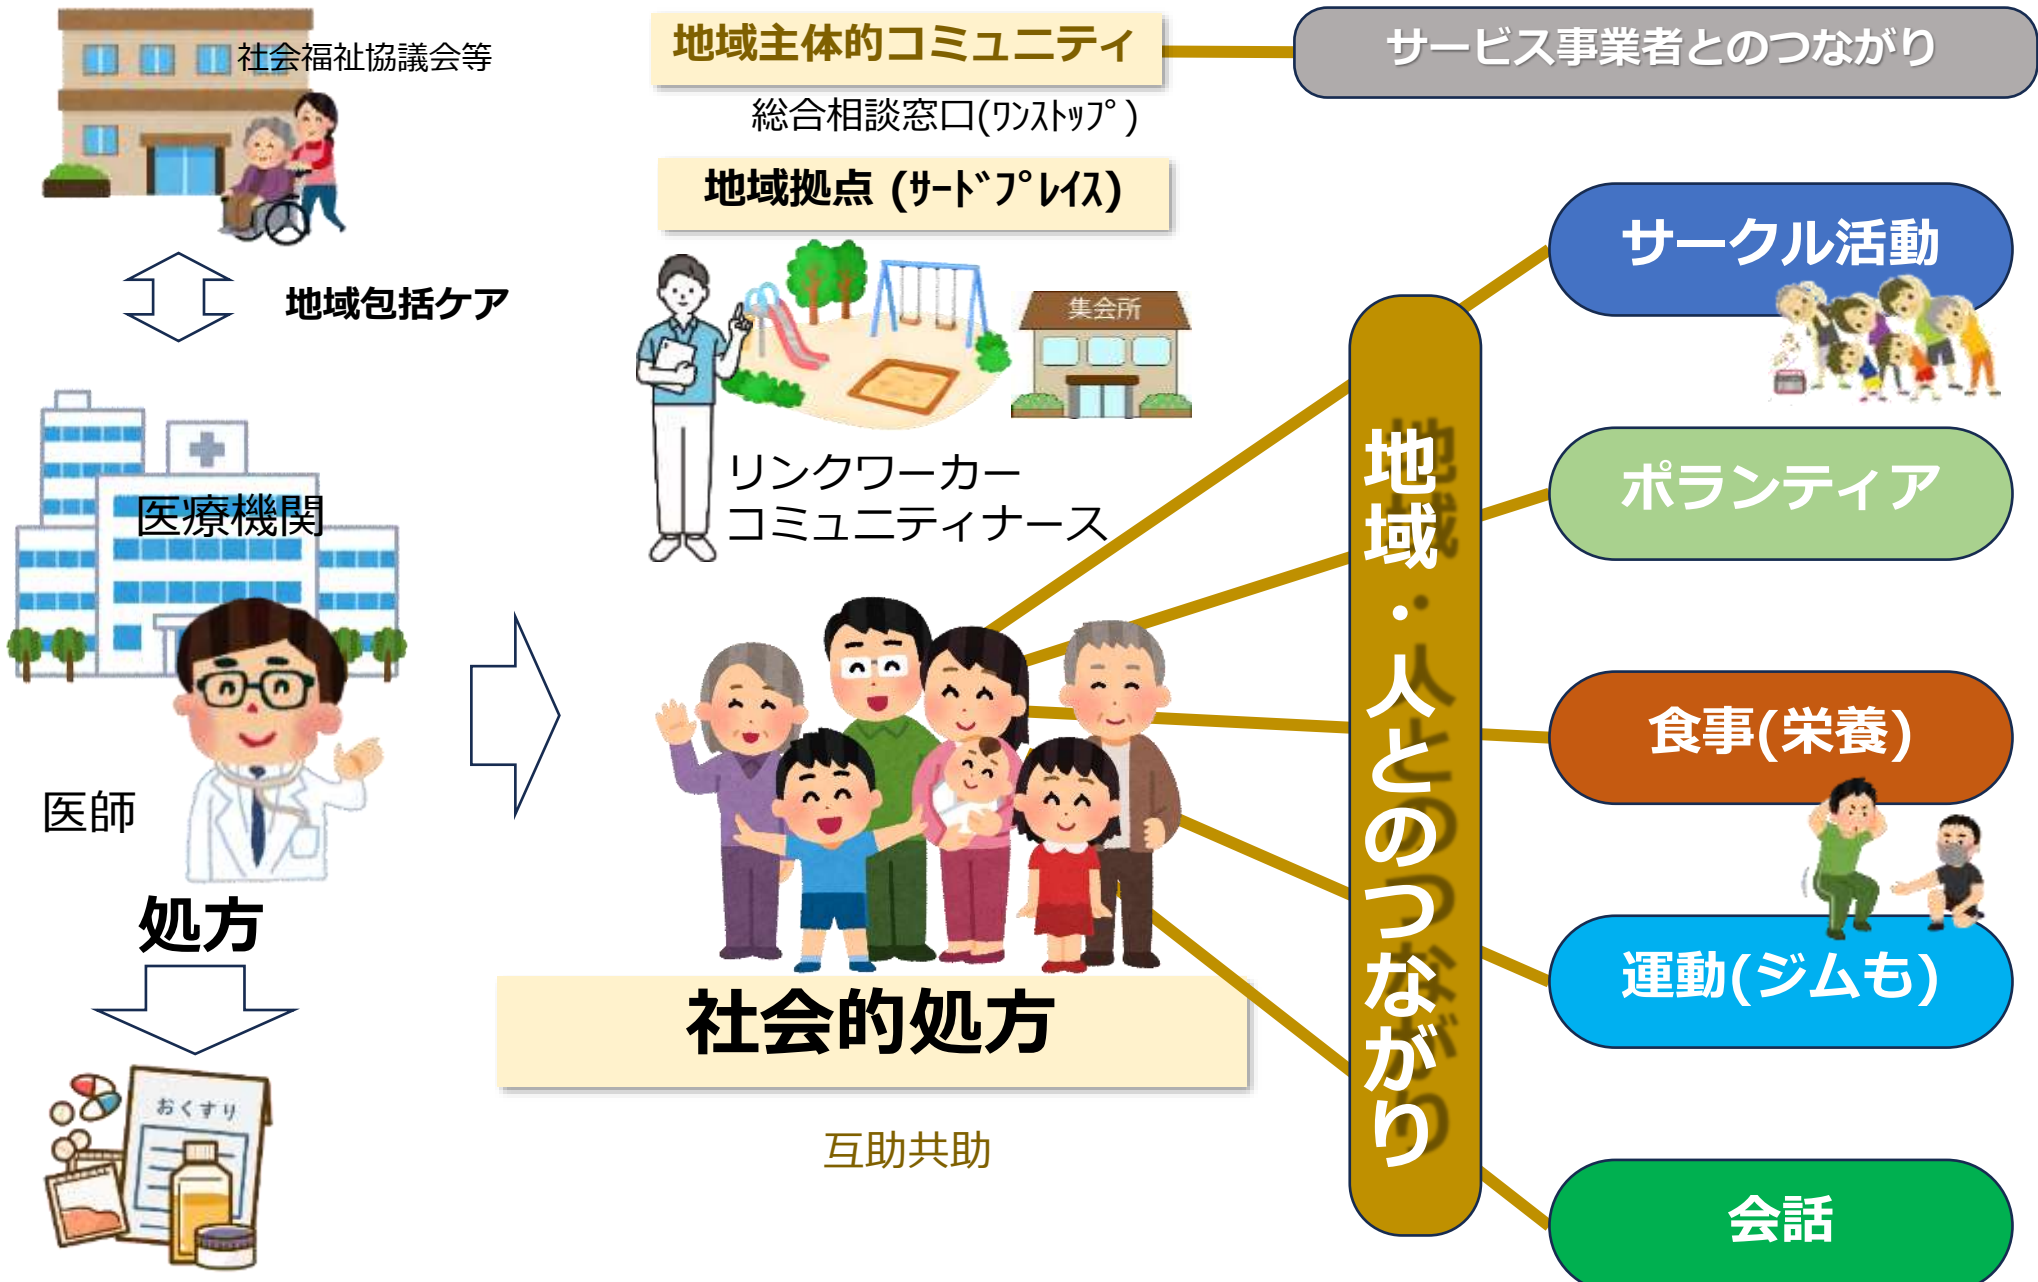 社会福祉協議会等
地域包括ケア
医療機関
医師
処方
おくすり
地域主体的コミュニティ
総合相談窓口(ﾜﾝｽﾄｯﾌﾟ)
地域拠点 (ｻｰﾄﾞﾌﾟﾚｲｽ)
集会所
リンクワーカー
コミュニティナース
社会的処方
互助共助
地域・人とのつながり
サービス事業者とのつながり
サークル活動
ポランティア
食事(栄養)
運動(ジムも)
会話